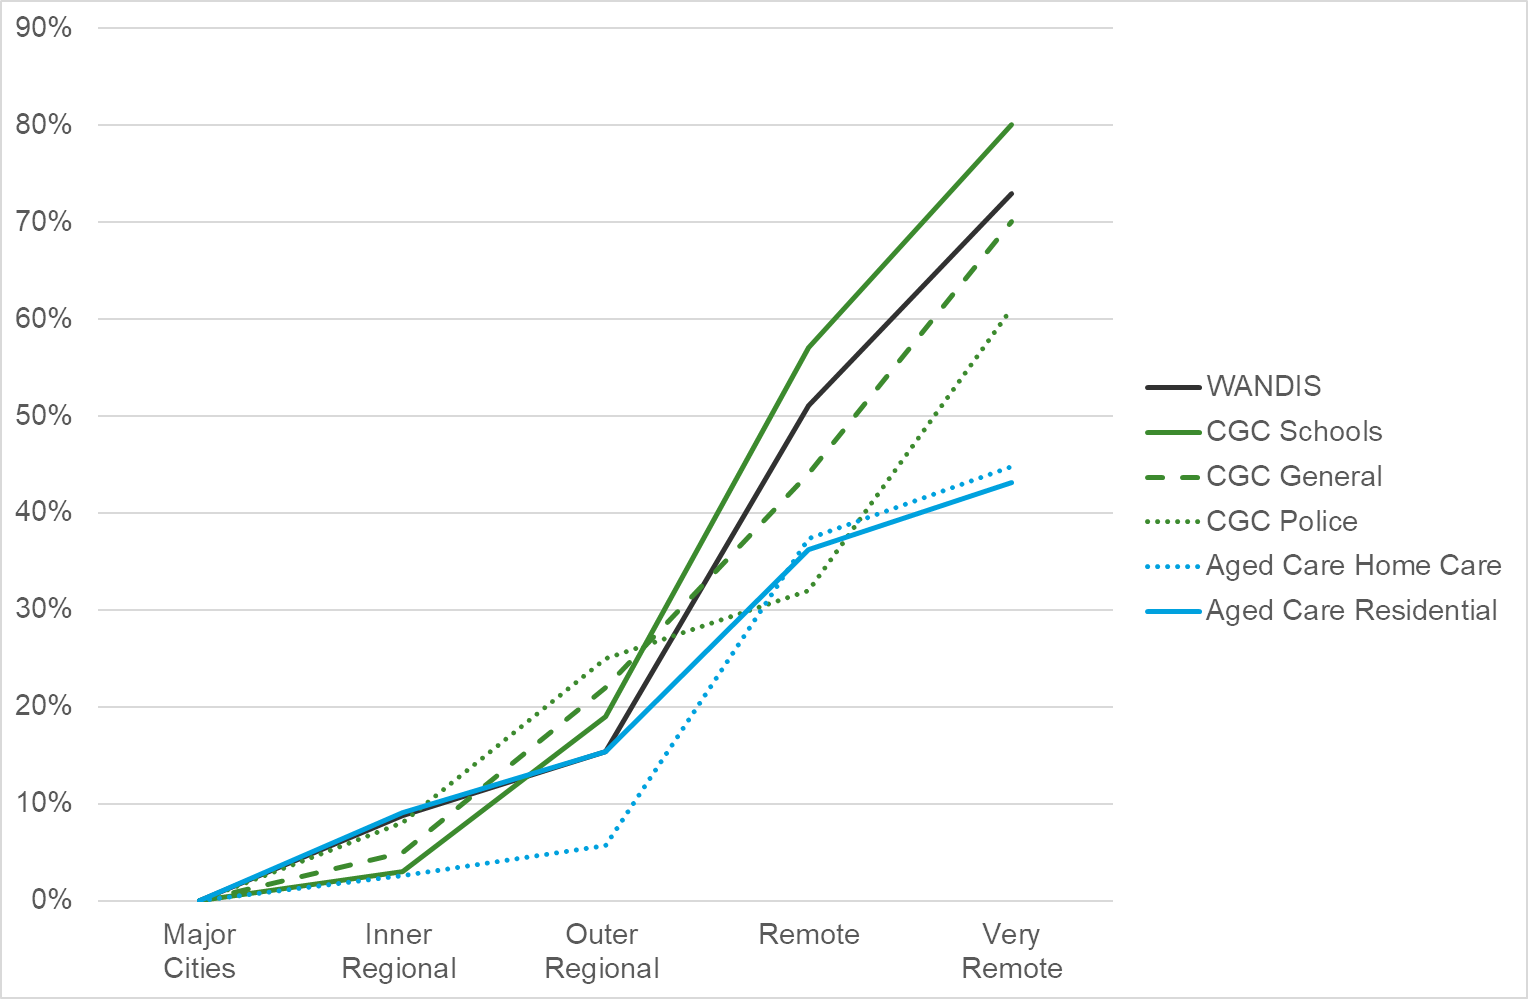 90%
80%
70%
60%
50%
40%
30%
20%
10%
0%
Major
Cities
Inner
Regional
Outer
Regional
Remote
Very
Remote
WANDIS
CGC Schools
CGC General
CGC Police
Aged Care Home Care
Aged Care Residential